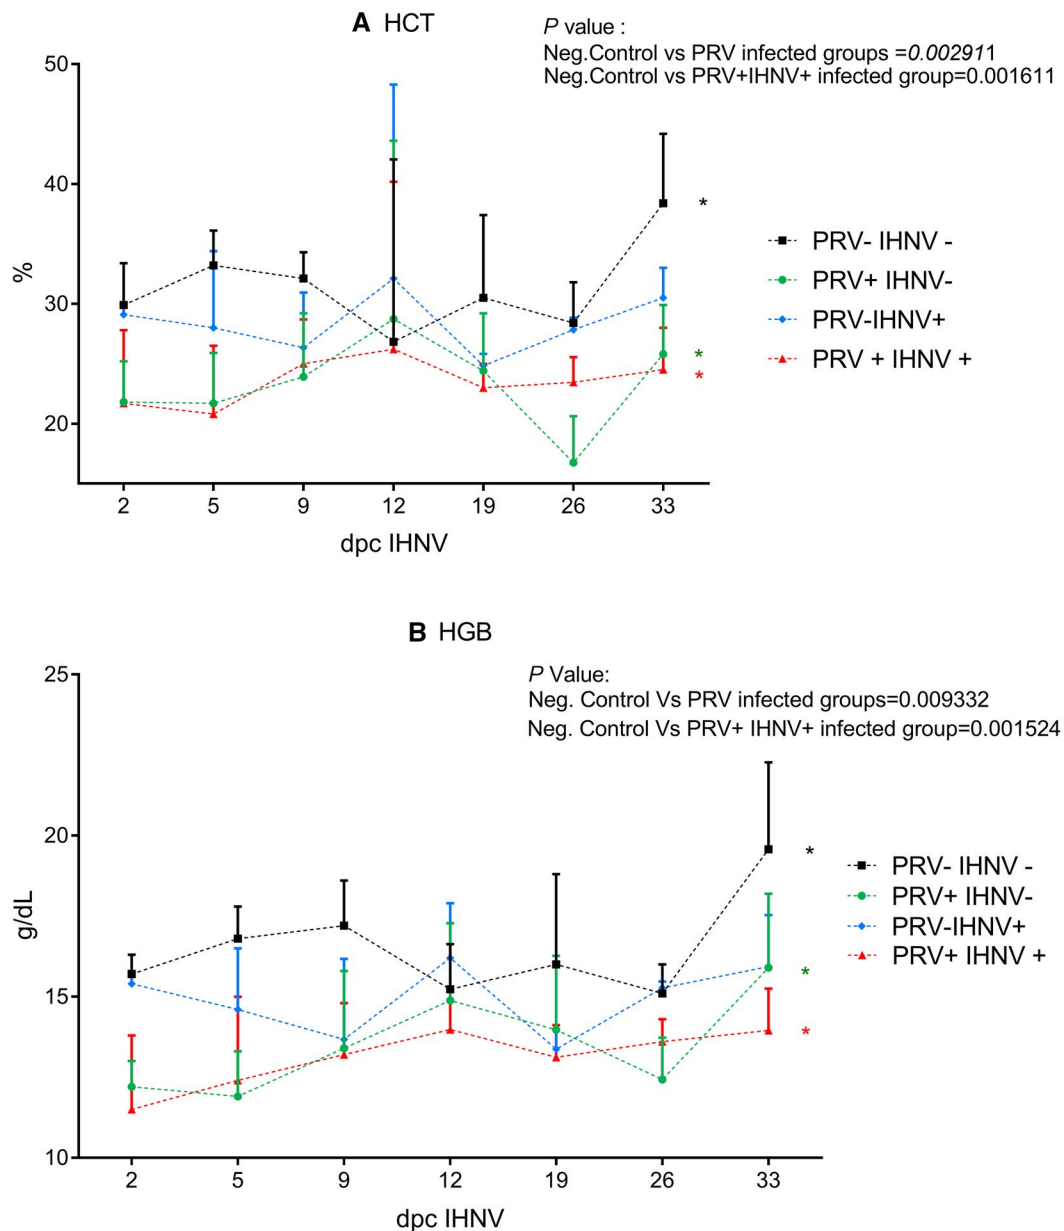 A HCT
P value :
Neg.Control vs PRV infected groups =0.002911
Neg.Control vs PRV+IHNV+ infected group=0.001611
50
40
30
20
%
*
*
*
PRV- IHNV -
PRV+ IHNV-
PRV-IHNV+
PRV + IHNV +
2 5 9 12 19 26 33
dpc IHNV
B HGB
P Value:
Neg. Control Vs PRV infected groups=0.009332
Neg. Control Vs PRV+ IHNV+ infected group=0.001524
25
20
15
10
g/dL
*
*
*
PRV- IHNV -
PRV+ IHNV-
PRV-IHNV+
PRV+ IHNV +
2 5 9 12 19 26 33
dpc IHNV